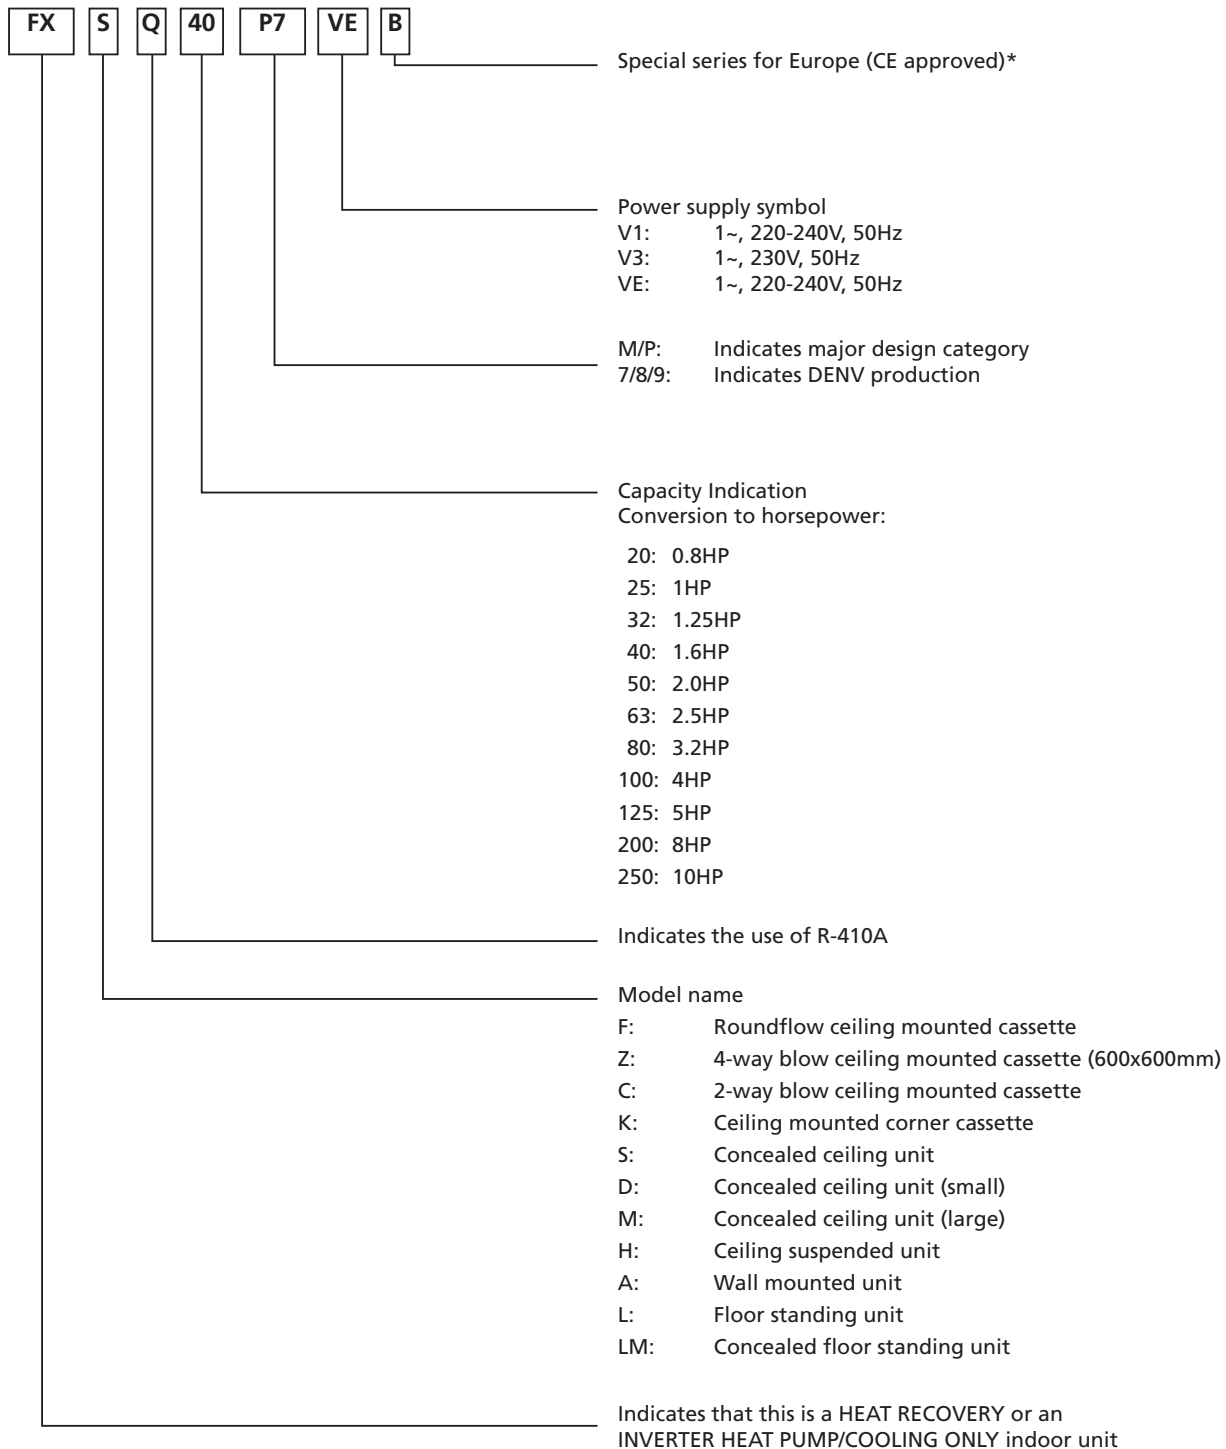 FX S Q 40 P7 VE B
Special series for Europe (CE approved)*
Power supply symbol
V1: 1~, 220-240V, 50Hz
V3: 1~, 230V, 50Hz
VE: 1~, 220-240V, 50Hz
M/P: Indicates major design category
7/8/9: Indicates DENV production
Capacity Indication
Conversion to horsepower:
20: 0.8HP
25: 1HP
32: 1.25HP
40: 1.6HP
50: 2.0HP
63: 2.5HP
80: 3.2HP
100: 4HP
125: 5HP
200: 8HP
250: 10HP
Indicates the use of R-410A
Model name
F: Roundflow ceiling mounted cassette
Z: 4-way blow ceiling mounted cassette (600x600mm)
C: 2-way blow ceiling mounted cassette
K: Ceiling mounted corner cassette
S: Concealed ceiling unit
D: Concealed ceiling unit (small)
M: Concealed ceiling unit (large)
H: Ceiling suspended unit
A: Wall mounted unit
L: Floor standing unit
LM: Concealed floor standing unit
Indicates that this is a HEAT RECOVERY or an
INVERTER HEAT PUMP/COOLING ONLY indoor unit